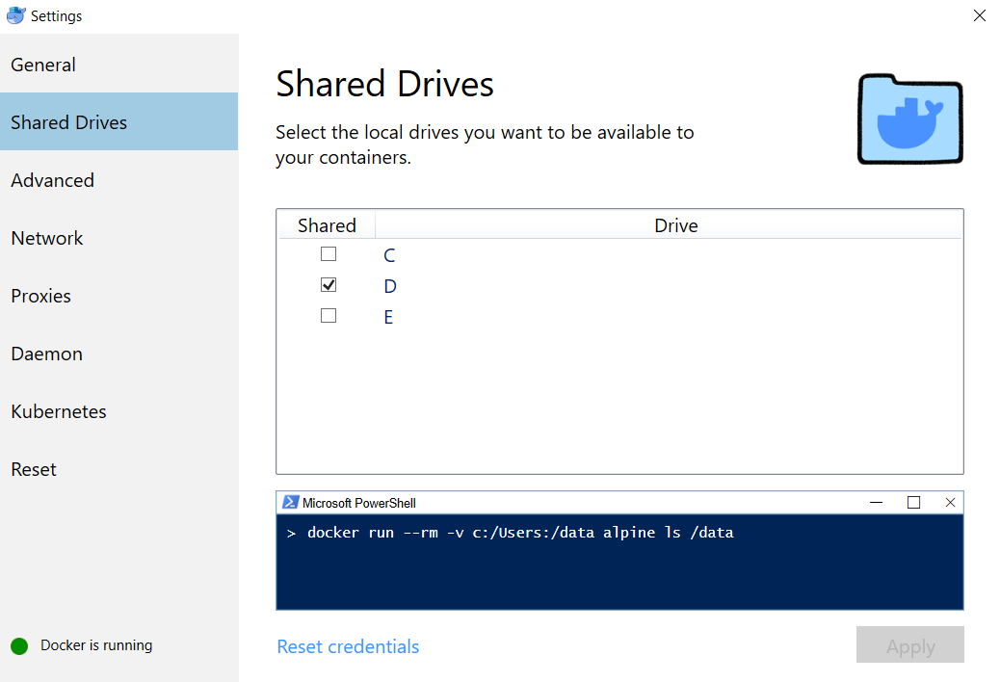 Settings
General
Shared Drives
Advanced
Network
Proxies
Daemon
Kubernetes
Reset
Docker is running
Shared Drives
Select the local drives you want to be available to
your containers.
Shared Drive
C
D
E
Microsoft PowerShell
> docker run --rm -v c:/Users:/data alpine ls /data
Reset credentials
Apply